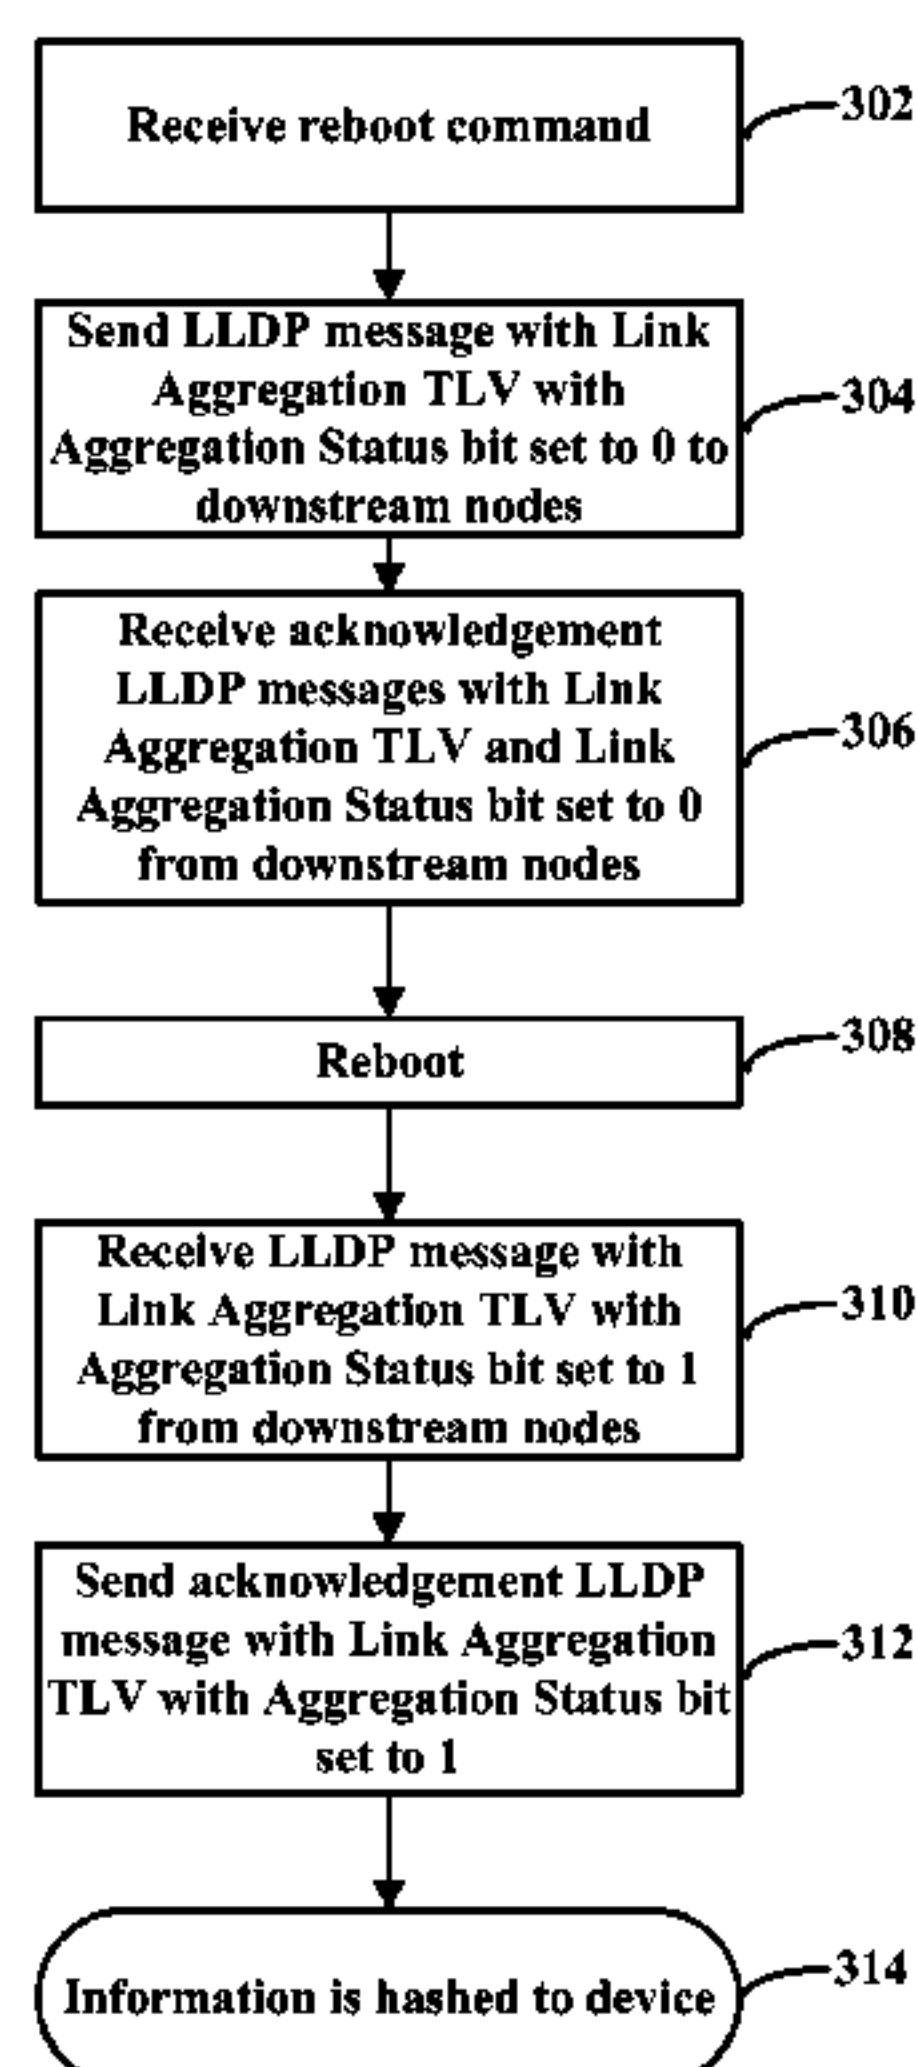 Receive reboot command
302
Send LLDP message with Link
Aggregation TLV with
Aggregation Status bit set to 0 to
downstream nodes
304
Receive acknowledgement
LLDP messages with Link
Aggregation TLV and Link
Aggregation Status bit set to 0
from downstream nodes
306
Reboot
308
Receive LLDP message with
Link Aggregation TLV with
Aggregation Status bit set to 1
from downstream nodes
310
Send acknowledgement LLDP
message with Link Aggregation
TLV with Aggregation Status bit
set to 1
312
Information is hashed to device
314